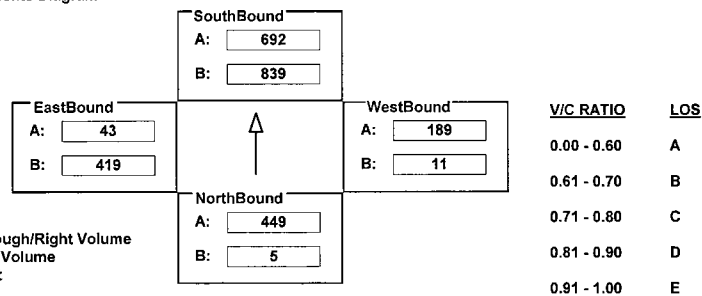 SouthBound
A: 692
B: 839
EastBound
A: 43
B: 419
WestBound
A: 189
B: 11
NorthBound
A: 449
B: 5
Volume
V/C RATIO LOS
0.00 - 0.60 A
0.61 - 0.70 B
0.71 - 0.80 C
0.81 - 0.90 D
0.91 - 1.00 E